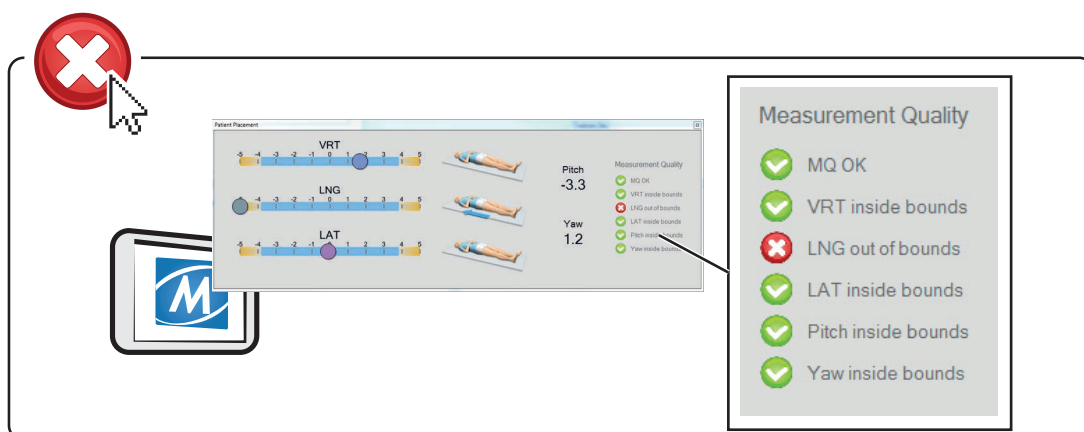 Patient Placement
VRT
-5 -4 -3 -2 -1 0 1 2 3 4 5
LNG
-4 -3 -2 -1 0 1 2 3 4 5
LAT
-5 -4 -3 -2 -1 0 1 2 3 4 5
Pitch
-3.3
Yaw
1.2
Measurement Quality
MQ OK
VRT inside bounds
LNG out of bounds
LAT inside bounds
Pitch inside bounds
Yaw inside bounds
M
Measurement Quality
MQ OK
VRT inside bounds
LNG out of bounds
LAT inside bounds
Pitch inside bounds
Yaw inside bounds